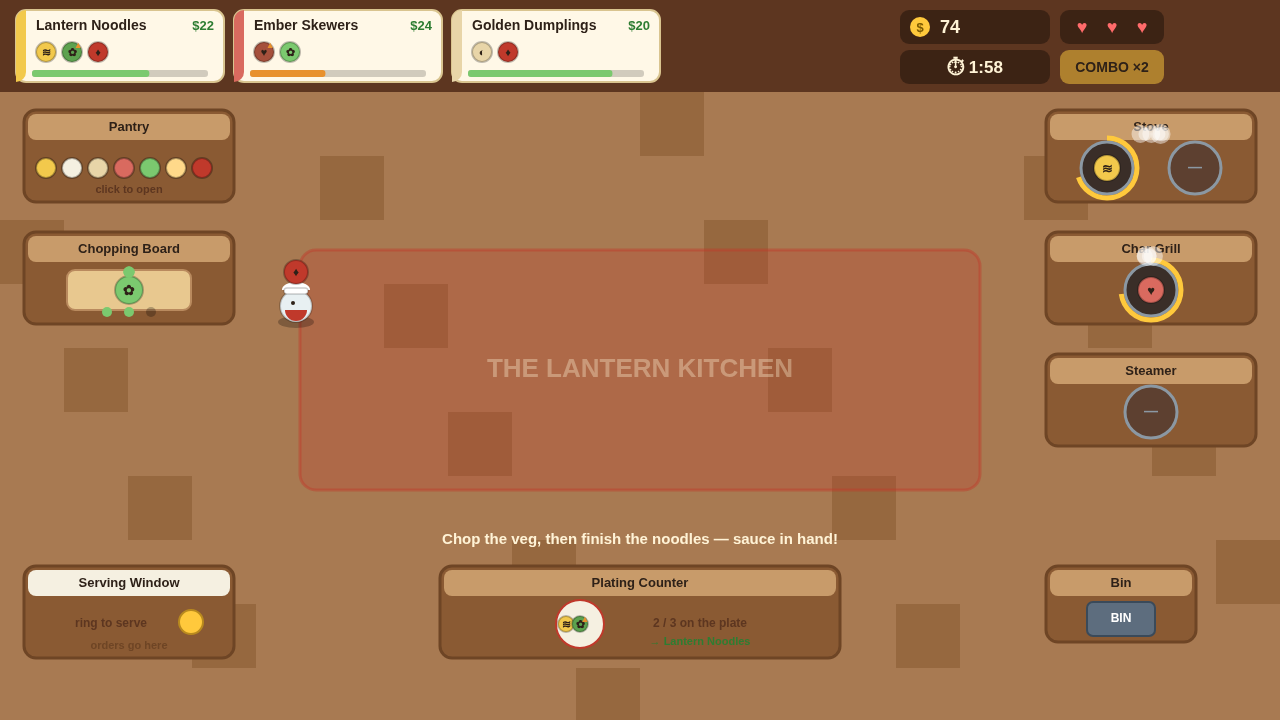 Lantern Noodles $22
Ember Skewers $24
Golden Dumplings $20
$ 74
⏱ 1:58
COMBO ×2
Pantry
click to open
Stove
—
Chopping Board
Char Grill
THE LANTERN KITCHEN
Steamer
—
Chop the veg, then finish the noodles — sauce in hand!
Serving Window
ring to serve
orders go here
Plating Counter
2 / 3 on the plate
Lantern Noodles
Bin
BIN